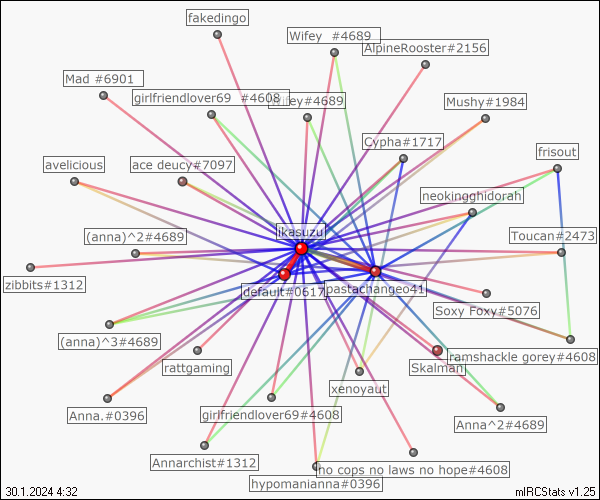 fakedingo
Wifey #4689
AlpineRooster#2156
Mad #6901
girlfriendlover69 #4608
Wifey#4689
Mushy#1984
Cypha#1717
frisout
avelicious
ace deucy#7097
neokingghidorah
(anna)^2#4689
ikasuzu
Toucan#2473
zibbits#1312
default#0617
pastachangeo41
Soxy Foxy#5076
(anna)^3#4689
rattgaming
ramshackle gorey#4608
Skalman
xenoyaut
Anna.#0396
girlfriendlover69#4608
Anna^2#4689
Annarchist#1312
no cops no laws no hope#4608
hypomanianna#0396
30.1.2024 4:32
mIRCStats v1.25